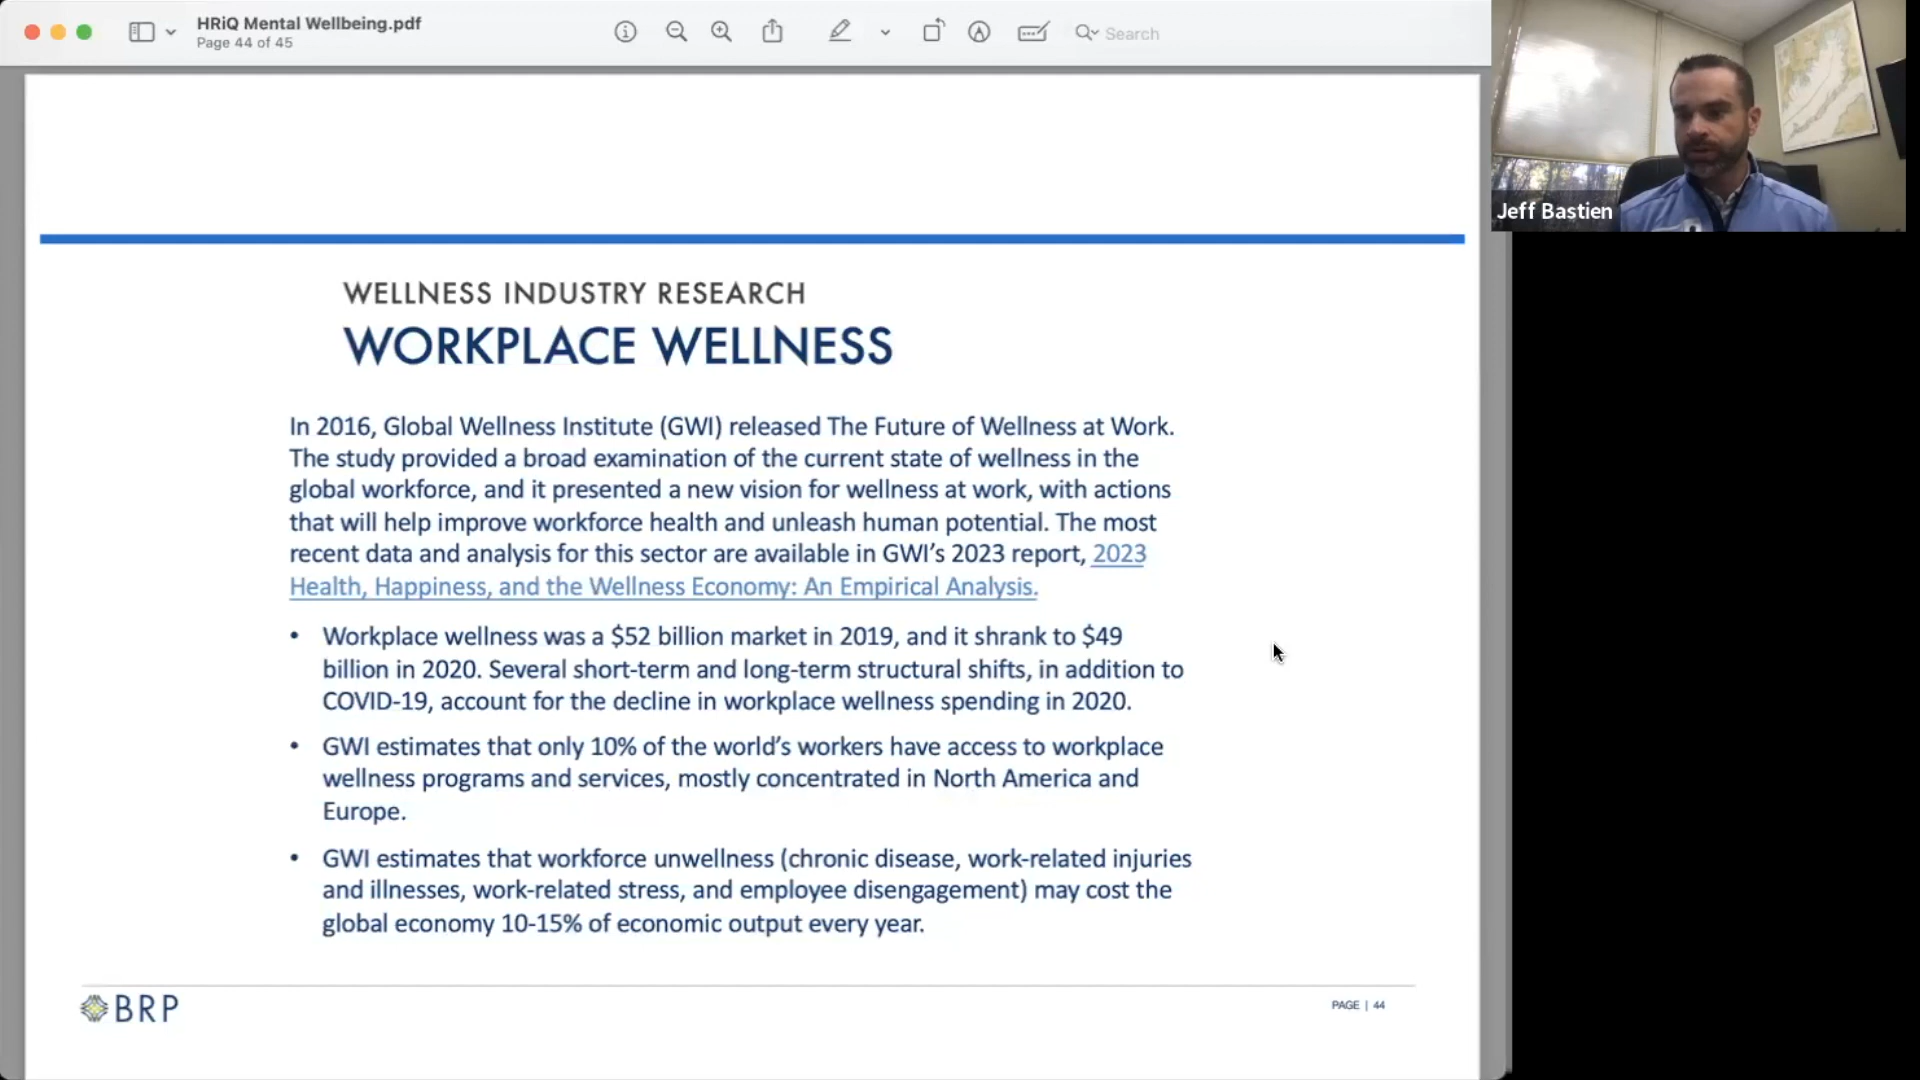 HRiQ Mental Wellbeing.pdf
Page 44 of 45
Search
Jeff Bastien
WELLNESS INDUSTRY RESEARCH
WORKPLACE WELLNESS
In 2016, Global Wellness Institute (GWI) released The Future of Wellness at Work.
The study provided a broad examination of the current state of wellness in the
global workforce, and it presented a new vision for wellness at work, with actions
that will help improve workforce health and unleash human potential. The most
recent data and analysis for this sector are available in GWI’s 2023 report, 2023
Health, Happiness, and the Wellness Economy: An Empirical Analysis.
• Workplace wellness was a $52 billion market in 2019, and it shrank to $49
billion in 2020. Several short-term and long-term structural shifts, in addition to
COVID-19, account for the decline in workplace wellness spending in 2020.
• GWI estimates that only 10% of the world’s workers have access to workplace
wellness programs and services, mostly concentrated in North America and
Europe.
• GWI estimates that workforce unwellness (chronic disease, work-related injuries
and illnesses, work-related stress, and employee disengagement) may cost the
global economy 10-15% of economic output every year.
BRP
PAGE | 44